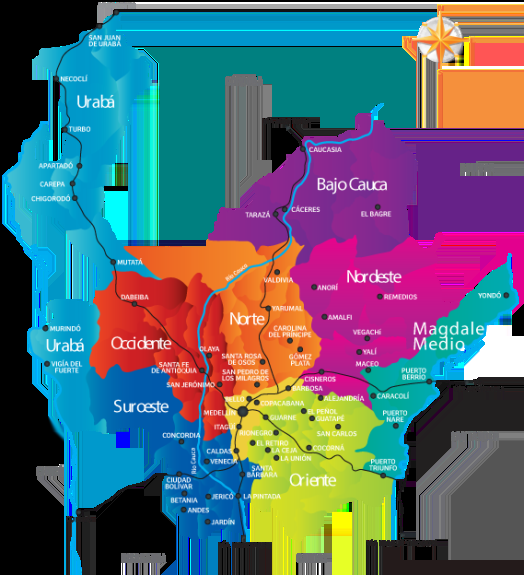 SAN JUAN
DE URABÁ
NECOCLÍ
Urabá
TURBO
APARTADÓ
CAREPA
CHIGORODÓ
MUTATÁ
CAUCASIA
Bajo Cauca
CÁCERES
TARAZÁ
EL BAGRE
Río Cauca
VALDIVIA
Nordeste
ANORÍ
REMEDIOS
YONDÓ
DABEIBA
YARUMAL
Norte
AMALFI
MURINDÓ
Urabá
VIGÍA DEL
FUERTE
Occidente
OLAYA
CAROLINA
DEL PRÍNCIPE
VEGACHÍ
Magdale
Medio
SANTA ROSA
DE OSOS
GÓMEZ
PLATA
YALÍ
MACEO
SANTA FE
DE ANTIOQUIA
SAN PEDRO DE
LOS MILAGROS
CISNEROS
PUERTO
BERRÍO
SAN JERÓNIMO
BARBOSA
Suroeste
BELLO
COPACABANA
ALEJANDRÍA
CARACOLÍ
MEDELLÍN
GUARNE
EL PEÑOL
GUATAPÉ
PUERTO
NARE
ITAGUÍ
RIONEGRO
SAN CARLOS
CONCORDIA
EL RETIRO
LA CEJA
COCORNÁ
CALDAS
LA UNIÓN
Río Cauca
VENECIA
SANTA
BÁRBARA
PUERTO
TRIUNFO
CIUDAD
BOLÍVAR
Oriente
BETANIA
JERICÓ
LA PINTADA
ANDES
JARDÍN